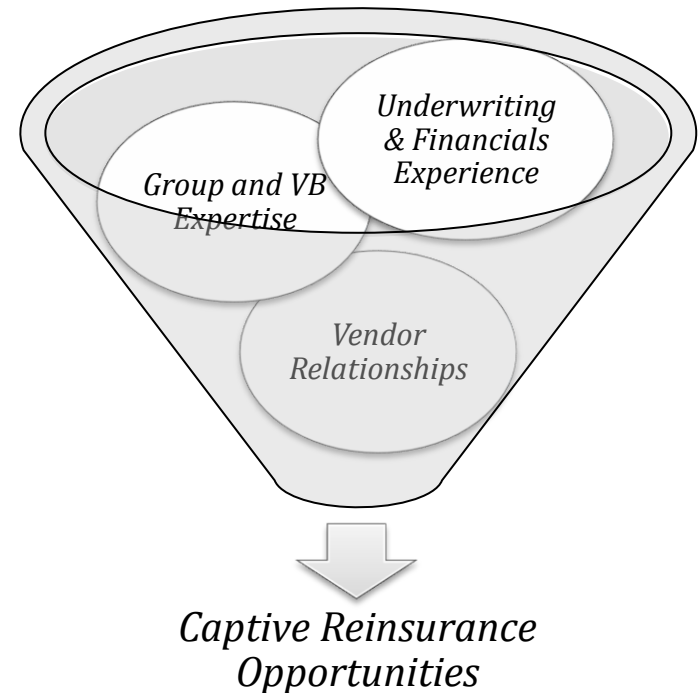 Underwriting
& Financials
Experience
Group and VB
Expertise
Vendor
Relationships
Captive Reinsurance
Opportunities